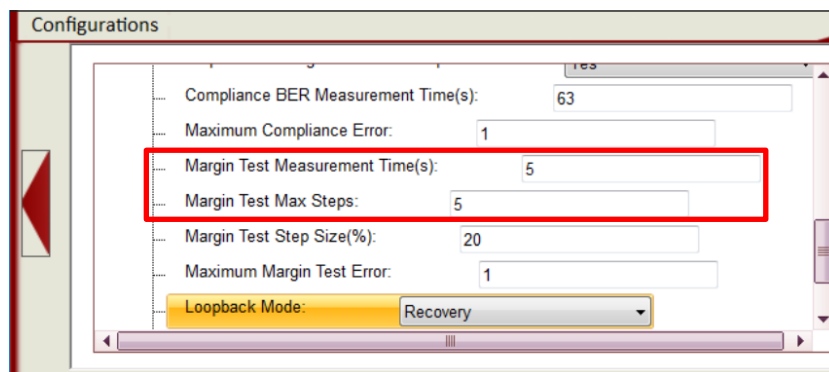 Configurations
Yes
Compliance BER Measurement Time(s): 63
Maximum Compliance Error: 1
Margin Test Measurement Time(s): 5
Margin Test Max Steps: 5
Margin Test Step Size(%): 20
Maximum Margin Test Error: 1
Loopback Mode: Recovery